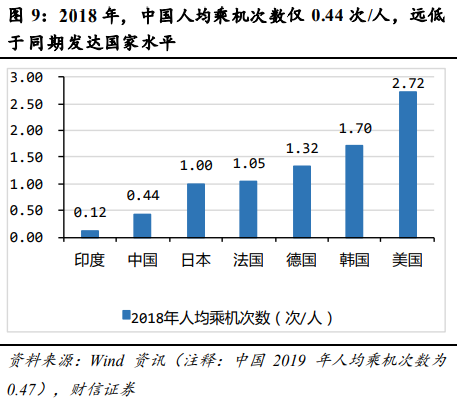 图 9：2018 年，中国人均乘机次数仅 0.44 次/人，远低
于同期发达国家水平
3.00
2.50
2.00
1.50
1.00
0.50
0.00
0.12
0.44
1.00
1.05
1.32
1.70
2.72
印度 中国 日本 法国 德国 韩国 美国
2018年人均乘机次数（次/人）
资料来源：Wind 资讯（注释：中国 2019 年人均乘机次数为
0.47），财信证券